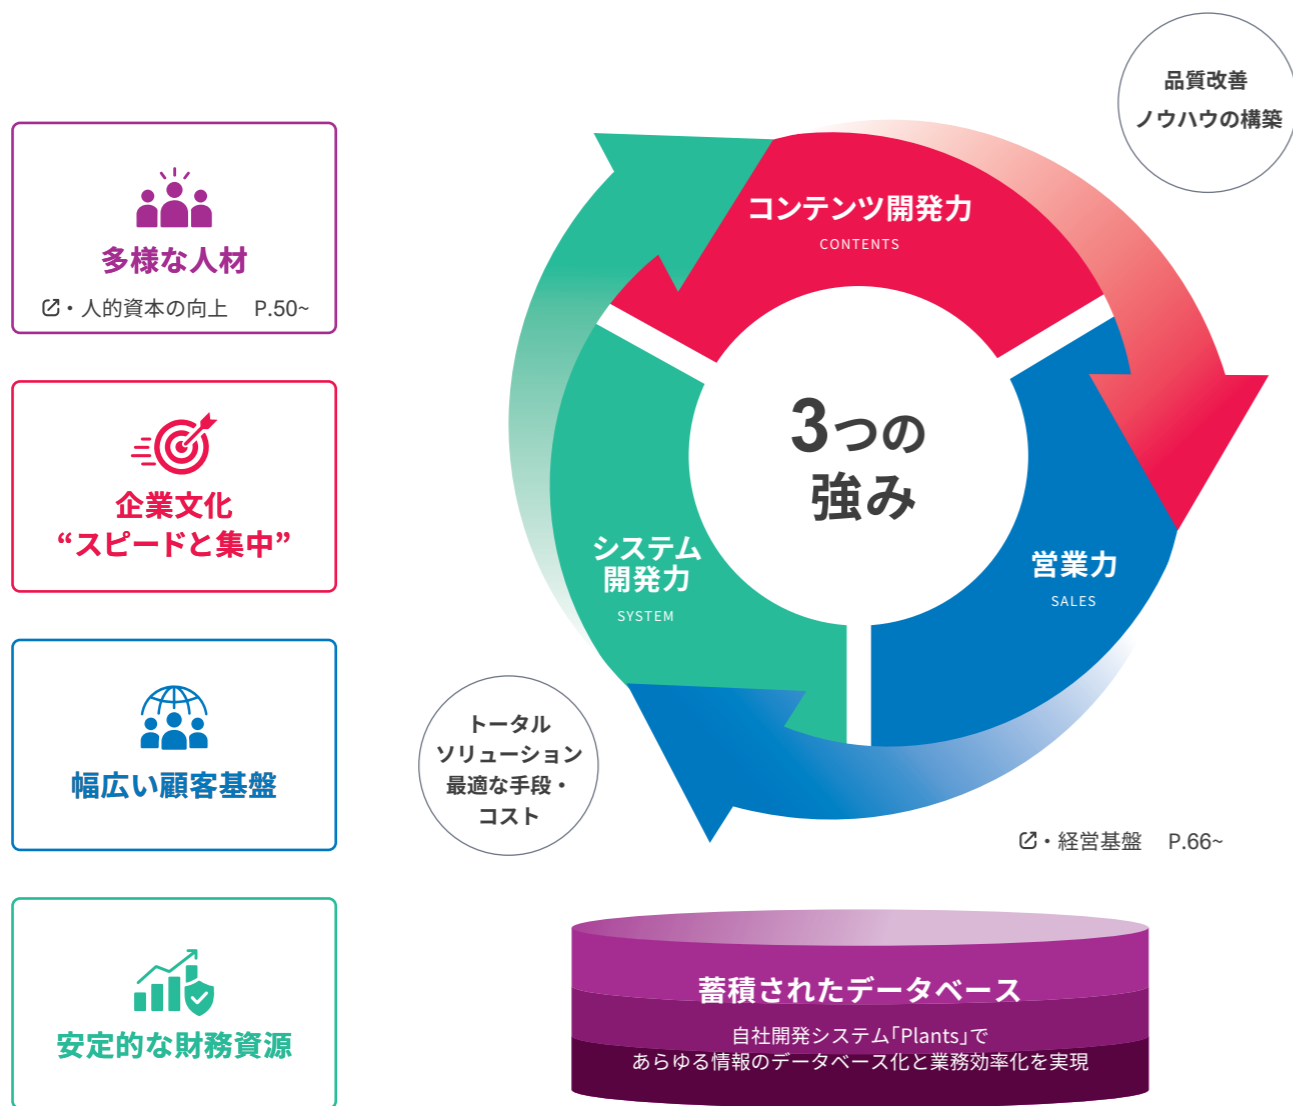 多様な人材
・人的資本の向上 P.50~
企業文化
“スピードと集中”
幅広い顧客基盤
安定的な財務資源
品質改善
ノウハウの構築
コンテンツ開発力
CONTENTS
3つの
強み
システム
開発力
SYSTEM
営業力
SALES
トータル
ソリューション
最適な手段・
コスト
・経営基盤 P.66~
蓄積されたデータベース
自社開発システム｢Plants｣で
あらゆる情報のデータベース化と業務効率化を実現